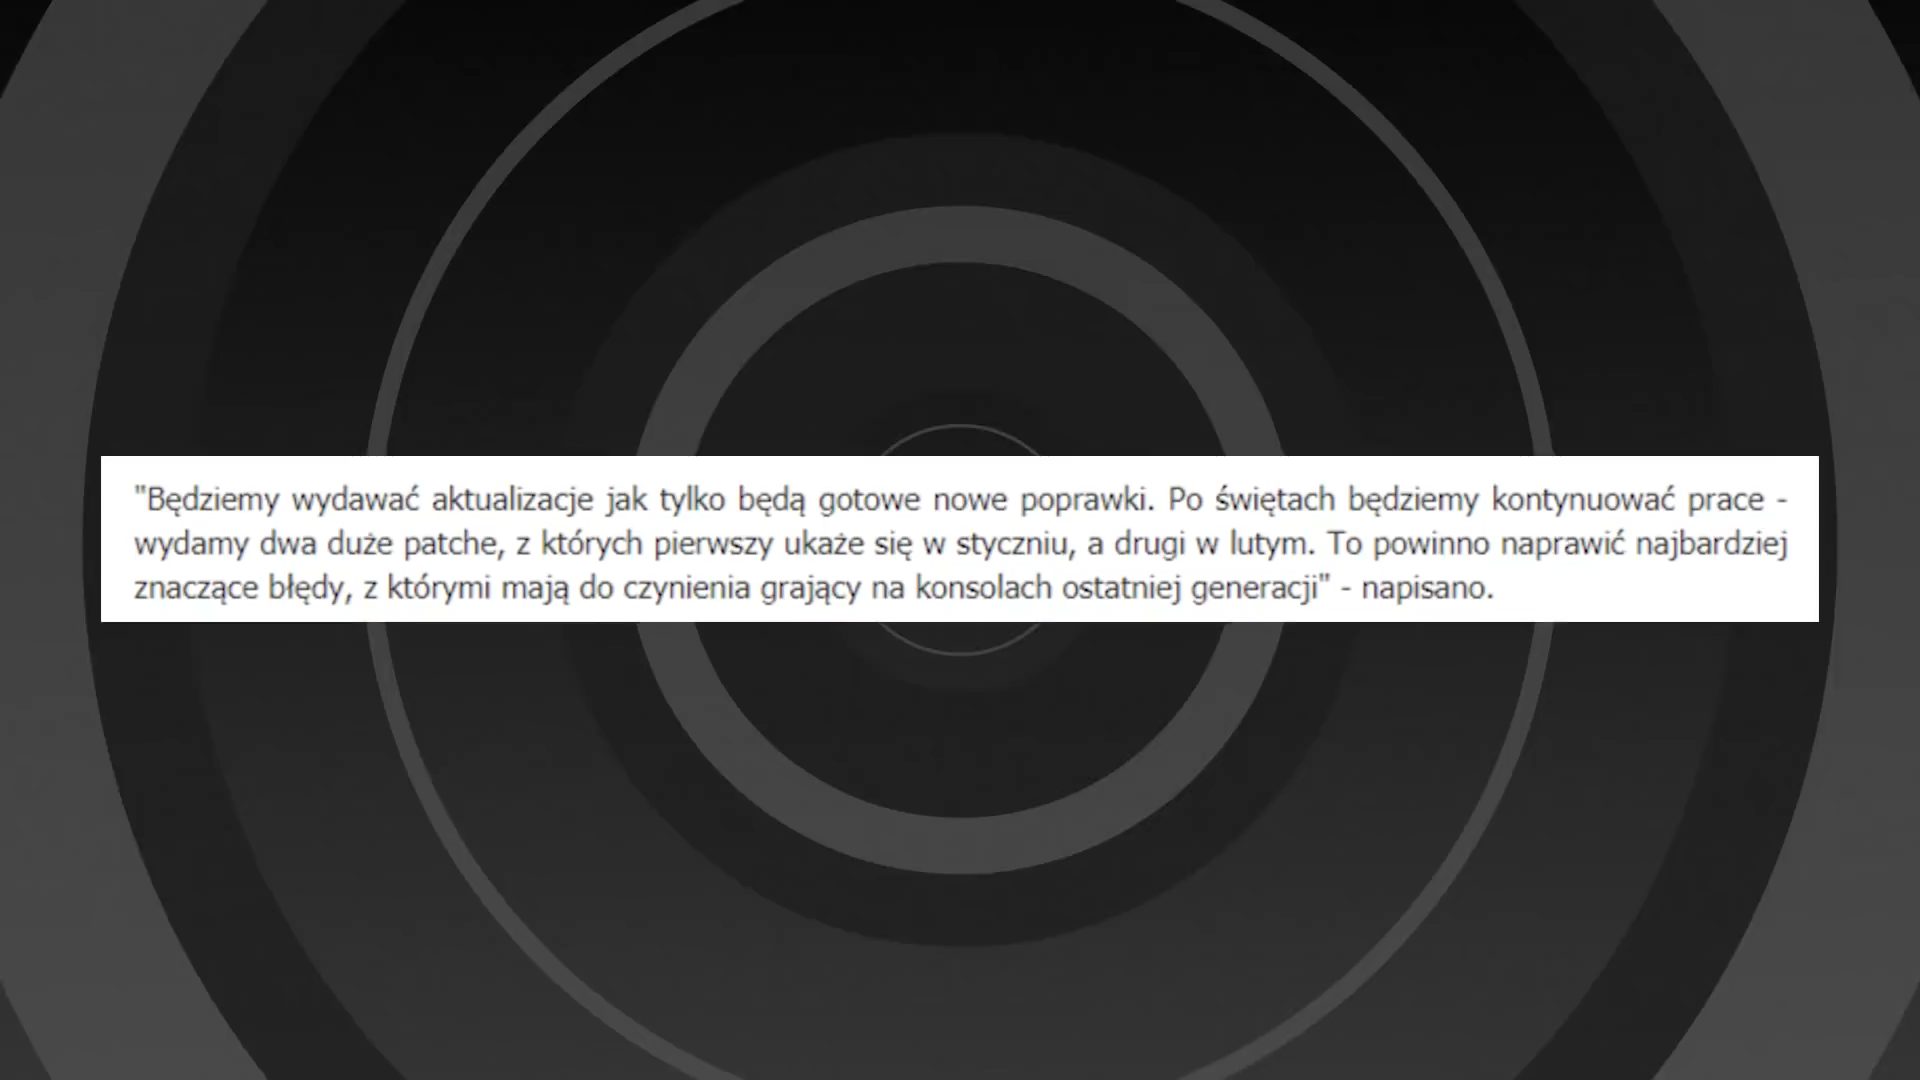 "Będziemy wydawać aktualizacje jak tylko będą gotowe nowe poprawki. Po świętach będziemy kontynuować prace -
wydamy dwa duże patche, z których pierwszy ukaże się w styczniu, a drugi w lutym. To powinno naprawić najbardziej
znaczące błędy, z którymi mają do czynienia grający na konsolach ostatniej generacji" - napisano.